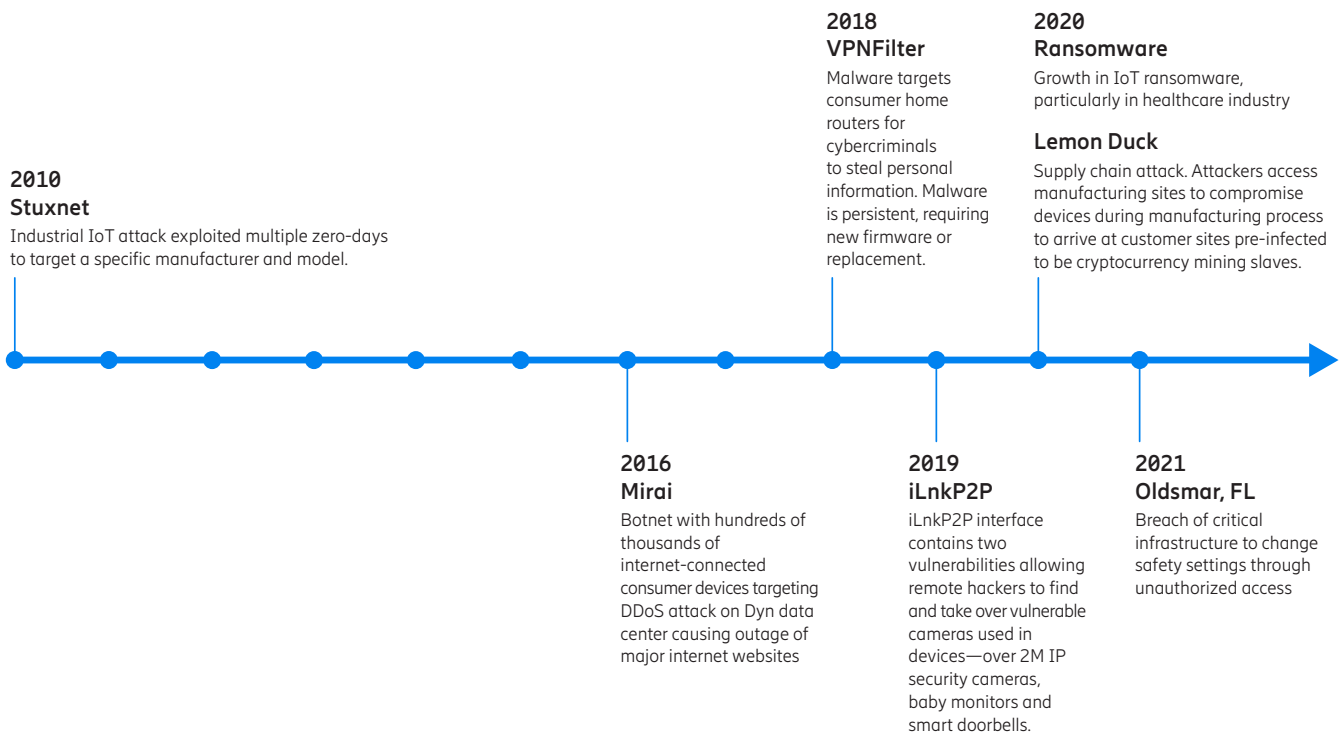 2010
Stuxnet
Industrial IoT attack exploited multiple zero-days
to target a specific manufacturer and model.
2016
Mirai
Botnet with hundreds of
thousands of
internet-connected
consumer devices targeting
DDoS attack on Dyn data
center causing outage of
major internet websites
2018
VPNFilter
Malware targets
consumer home
routers for
cybercriminals
to steal personal
information. Malware
is persistent, requiring
new firmware or
replacement.
2019
iLnkP2P
iLnkP2P interface
contains two
vulnerabilities allowing
remote hackers to find
and take over vulnerable
cameras used in
devices—over 2M IP
security cameras,
baby monitors and
smart doorbells.
2020
Ransomware
Growth in IoT ransomware,
particularly in healthcare industry
Lemon Duck
Supply chain attack. Attackers access
manufacturing sites to compromise
devices during manufacturing process
to arrive at customer sites pre-infected
to be cryptocurrency mining slaves.
2021
Oldsmar, FL
Breach of critical
infrastructure to change
safety settings through
unauthorized access